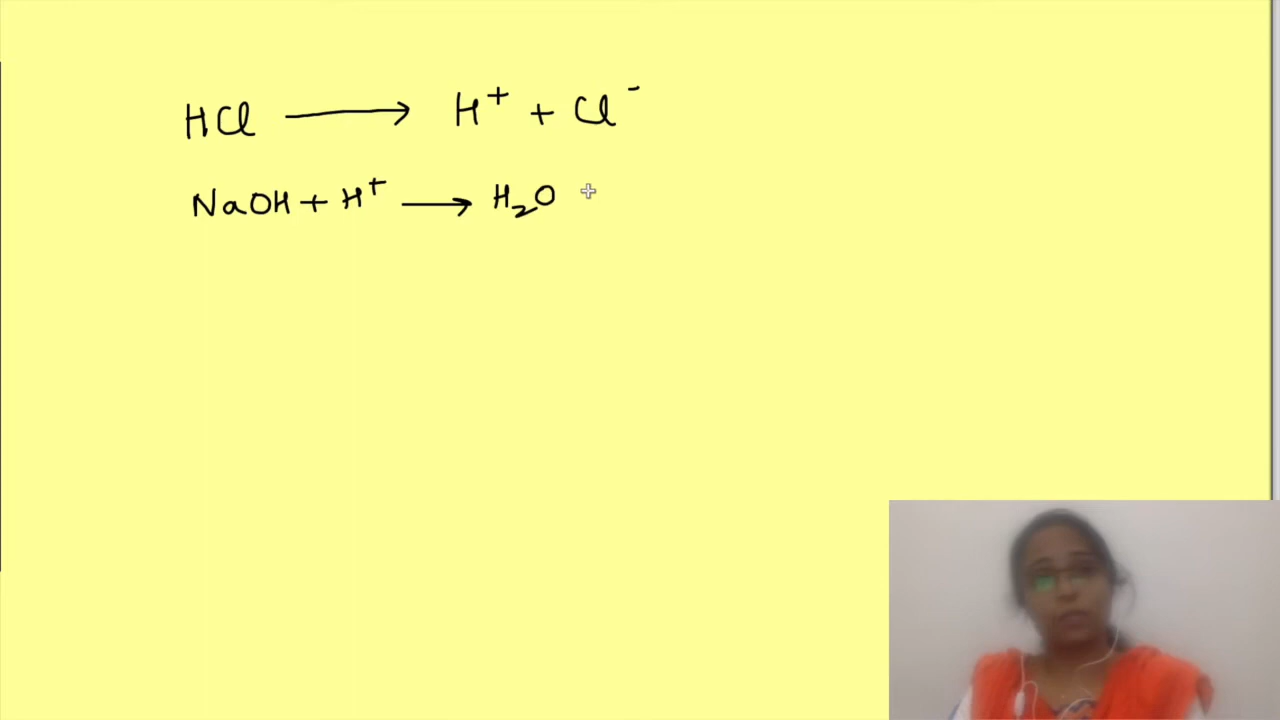 HCl ⟶ H⁺ + Cl⁻
NaOH + H⁺ ⟶ H₂O